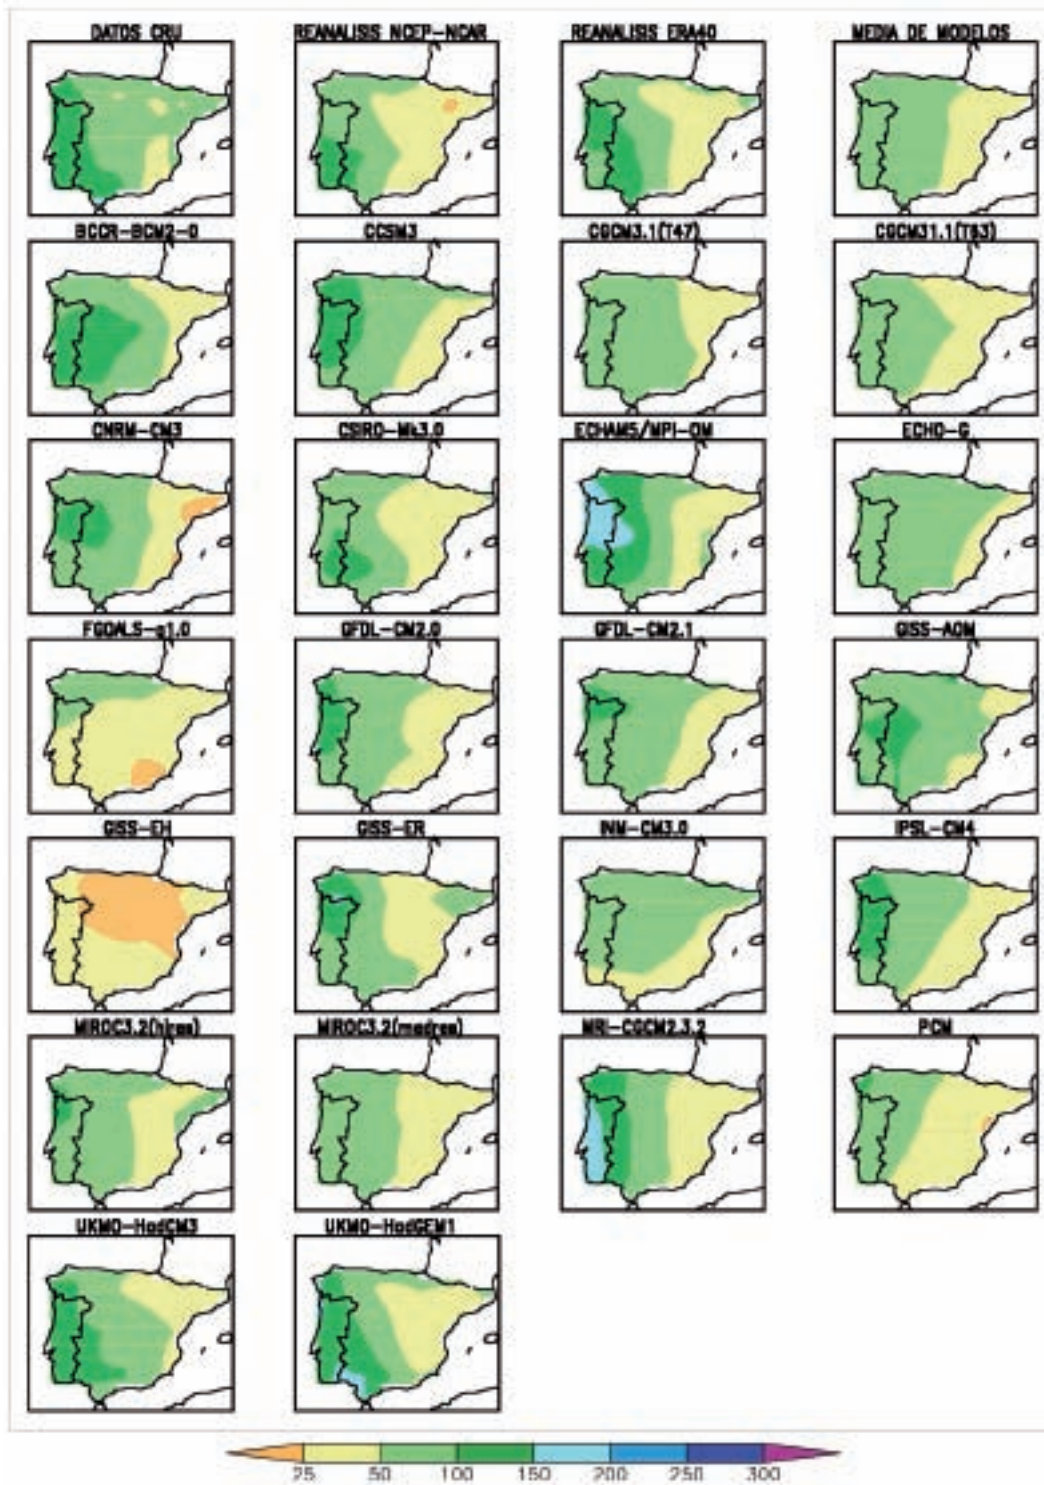 DATOS CRU REANALISIS NCEP-NCAR REANALISIS ERA40 MEDIA DE MODELOS
BCCR-BCM2-0 CCSM3 CGCM3.1(T47) CGCM31.1(T63)
CNRM-CM3 CSIRO-Mk3.0 ECHAM5/MPI-OM ECHO-G
FGOALS-g1.0 GFDL-CM2.0 GFDL-CM2.1 GISS-AOM
GISS-EH GISS-ER INM-CM3.0 IPSL-CM4
MIROC3.2(hires) MIROC3.2(medres) MRI-CGCM2.3.2 PCM
UKMO-HadCM3 UKMO-HadGEM1
25 50 100 150 200 250 300